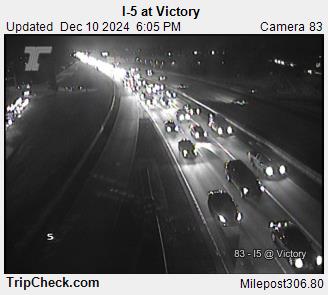 I-5 at Victory
Updated Dec 10 2024 6:05 PM Camera 83
T
S
83 - I5 @ Victory
TripCheck.com Milepost306.80